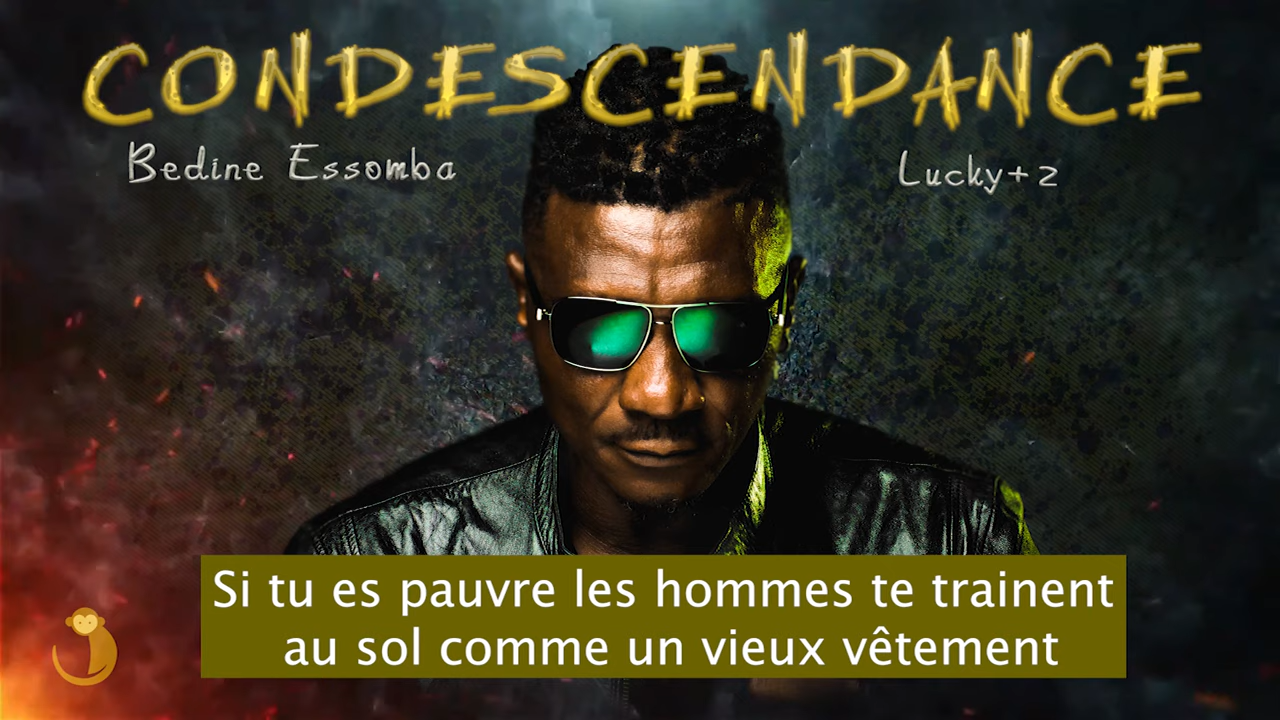 CONDESCENDANCE
Bedine Essomba
Lucky+2
Si tu es pauvre les hommes te trainent
au sol comme un vieux vêtement